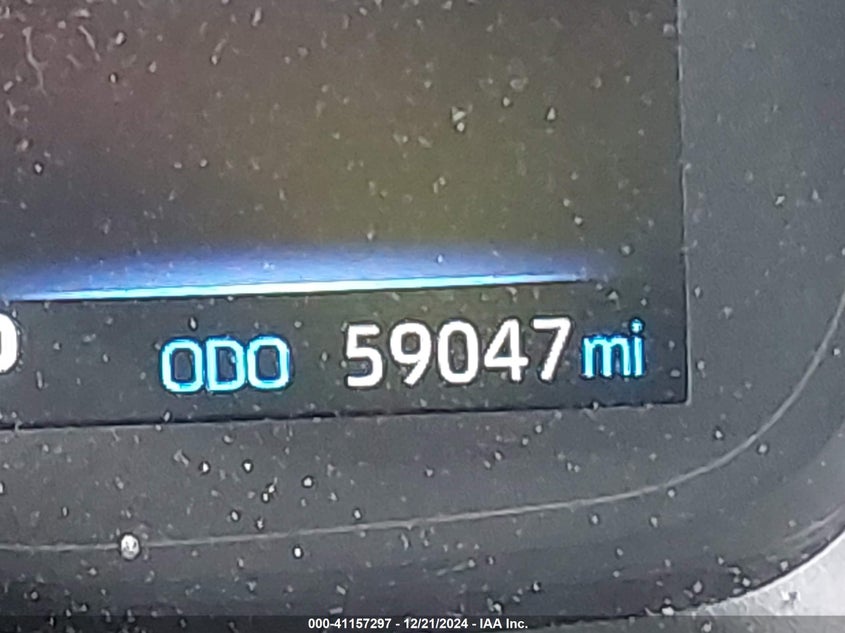 ODO 59047 mi
000-41157297 - 12/21/2024 - IAA Inc.